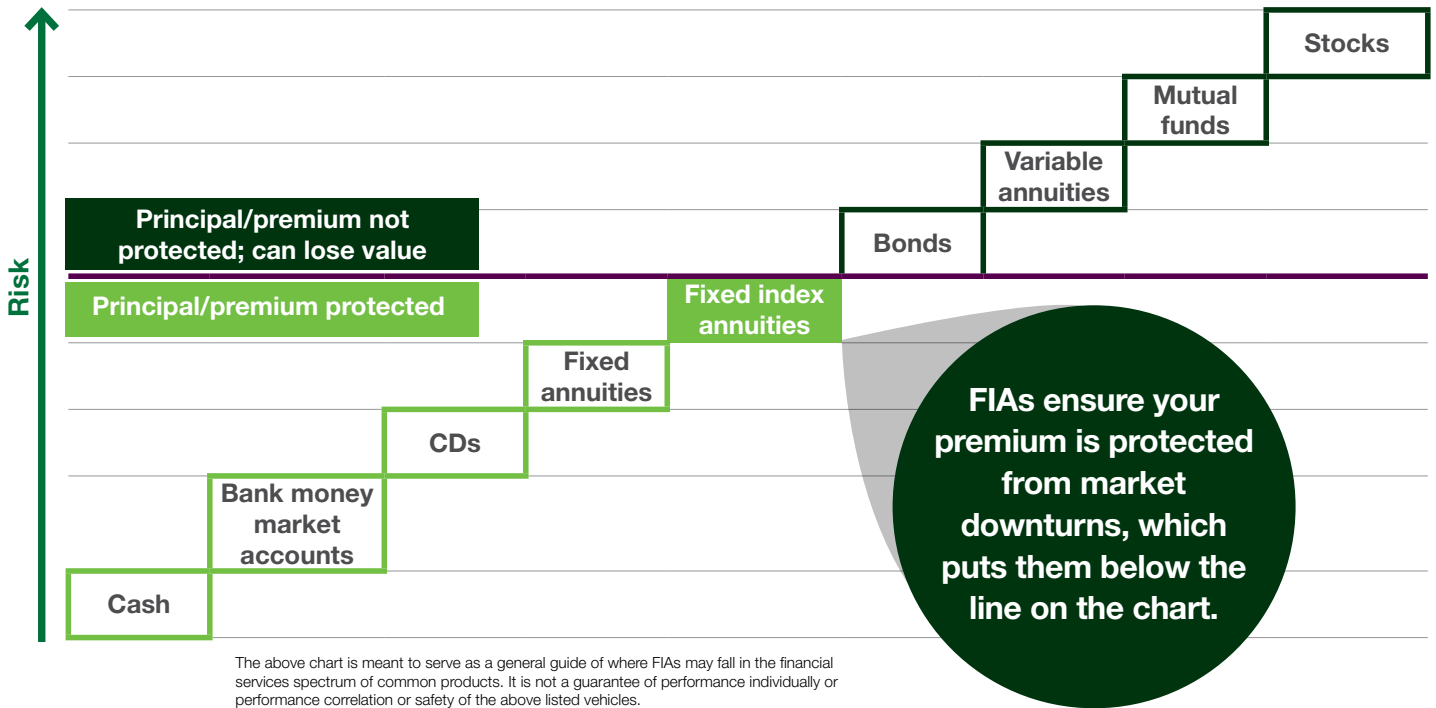 Stocks
Mutual
funds
Variable
annuities
Principal/premium not
protected; can lose value
Bonds
Risk
Principal/premium protected
Fixed index
annuities
Fixed
annuities
CDs
Bank money
market
accounts
Cash
FIAs ensure your
premium is protected
from market
downturns, which
puts them below the
line on the chart.
The above chart is meant to serve as a general guide of where FIAs may fall in the financial
services spectrum of common products. It is not a guarantee of performance individually or
performance correlation or safety of the above listed vehicles.